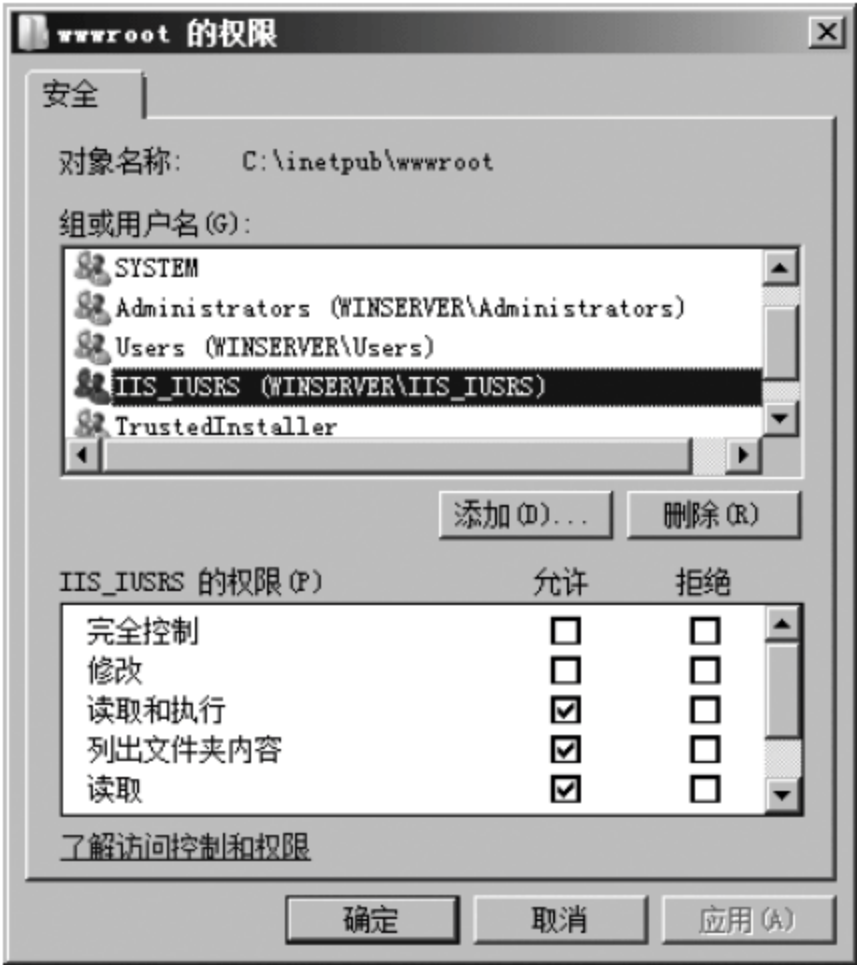 wwwroot 的权限
安全
对象名称: C:\inetpub\wwwroot
组或用户名(G):
SYSTEM
Administrators (WINSERVER\Administrators)
Users (WINSERVER\Users)
IIS_IUSRS (WINSERVER\IIS_IUSRS)
TrustedInstaller
添加(D)... 删除(R)
IIS_IUSRS 的权限(P) 允许 拒绝
完全控制
修改
读取和执行
列出文件夹内容
读取
了解访问控制和权限
确定 取消 应用(A)